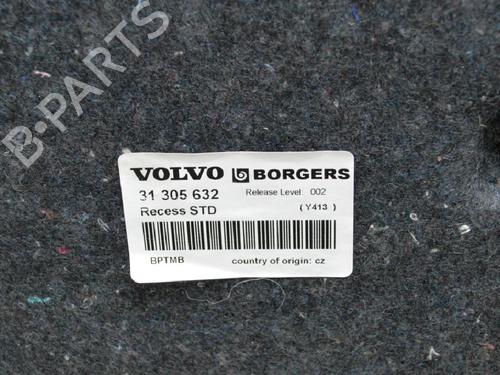 B-PARTS
VOLVO BORGERS
31 305 632 Release Level: 002
Recess STD ( Y413 )
BPTMB country of origin: cz